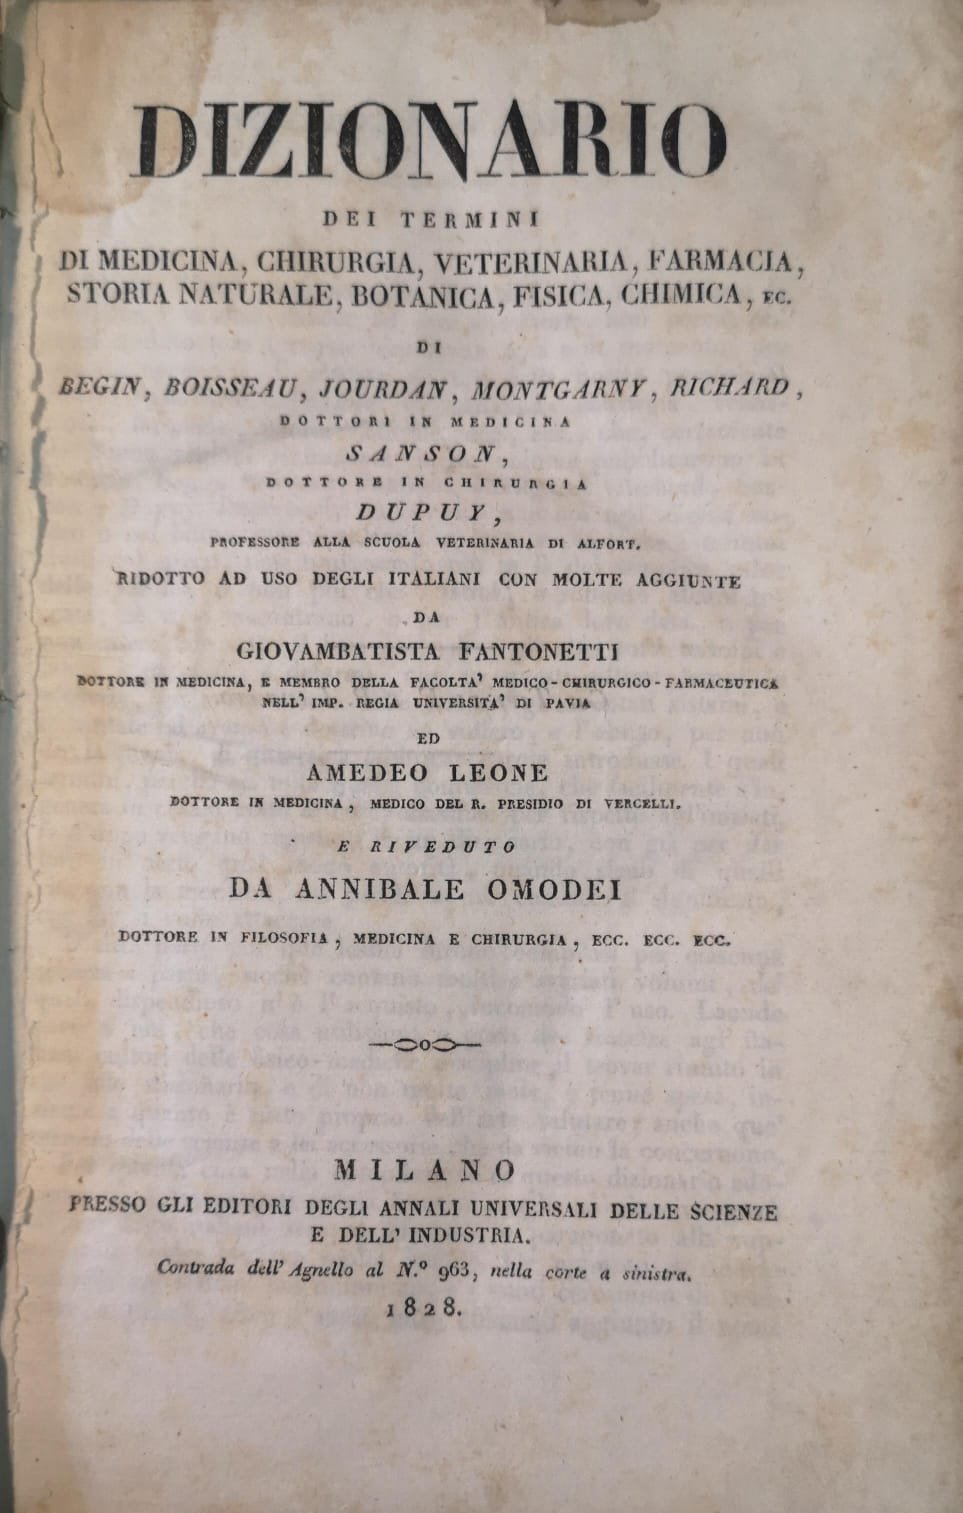 DIZIONARIO
DEI TERMINI
DI MEDICINA, CHIRURGIA, VETERINARIA, FARMACIA,
STORIA NATURALE, BOTANICA, FISICA, CHIMICA, EC.
DI
BEGIN, BOISSEAU, JOURDAN, MONTGARNY, RICHARD,
DOTTORI IN MEDICINA
SANSON,
DOTTORE IN CHIRURGIA
DUPUY,
PROFESSORE ALLA SCUOLA VETERINARIA DI ALFORT.
RIDOTTO AD USO DEGLI ITALIANI CON MOLTE AGGIUNTE
DA
GIOVAMBATISTA FANTONETTI
DOTTORE IN MEDICINA, E MEMBRO DELLA FACOLTA' MEDICO-CHIRURGICO-FARMACEUTICA
NELL' IMP. REGIA UNIVERSITA' DI PAVIA
ED
AMEDEO LEONE
DOTTORE IN MEDICINA, MEDICO DEL R. PRESIDIO DI VERCELLI.
E RIVEDUTO
DA ANNIBALE OMODEI
DOTTORE IN FILOSOFIA, MEDICINA E CHIRURGIA, ECC. ECC. ECC.
MILANO
PRESSO GLI EDITORI DEGLI ANNALI UNIVERSALI DELLE SCIENZE
E DELL' INDUSTRIA.
Contrada dell' Agnello al N.º 963, nella corte a sinistra.
1828.